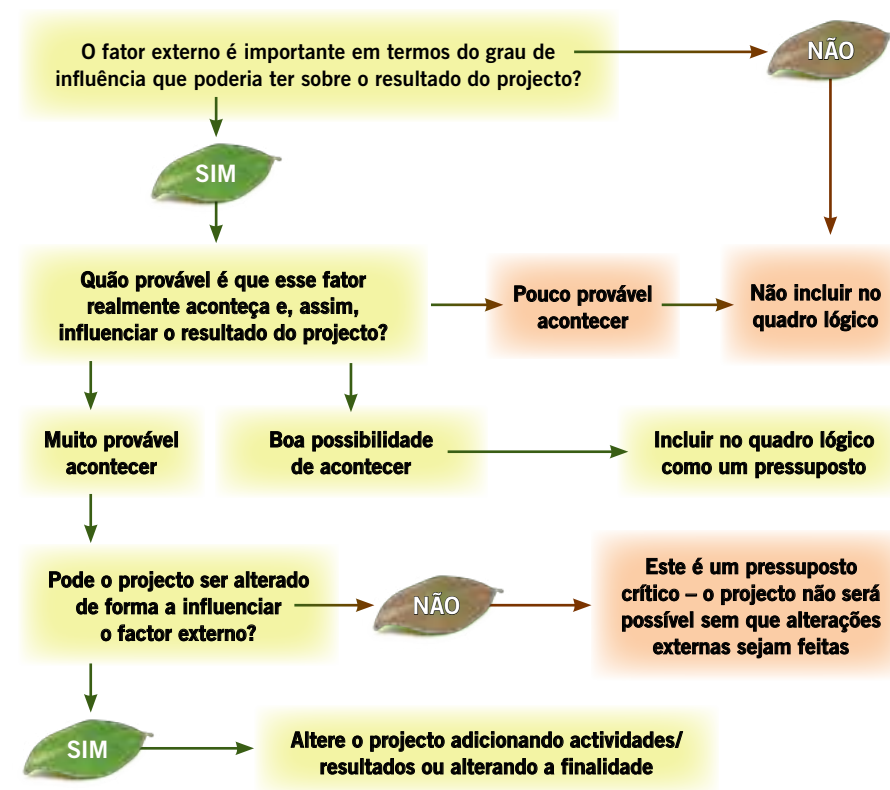 O fator externo é importante em termos do grau de
influência que poderia ter sobre o resultado do projecto?
NÃO
SIM
Quão provável é que esse fator
realmente aconteça e, assim,
influenciar o resultado do projecto?
Pouco provável
acontecer
Não incluir no
quadro lógico
Muito provável
acontecer
Boa possibilidade
de acontecer
Incluir no quadro lógico
como um pressuposto
Pode o projecto ser alterado
de forma a influenciar
o factor externo?
NÃO
Este é um pressuposto
crítico – o projecto não será
possível sem que alterações
externas sejam feitas
SIM
Altere o projecto adicionando actividades/
resultados ou alterando a finalidade